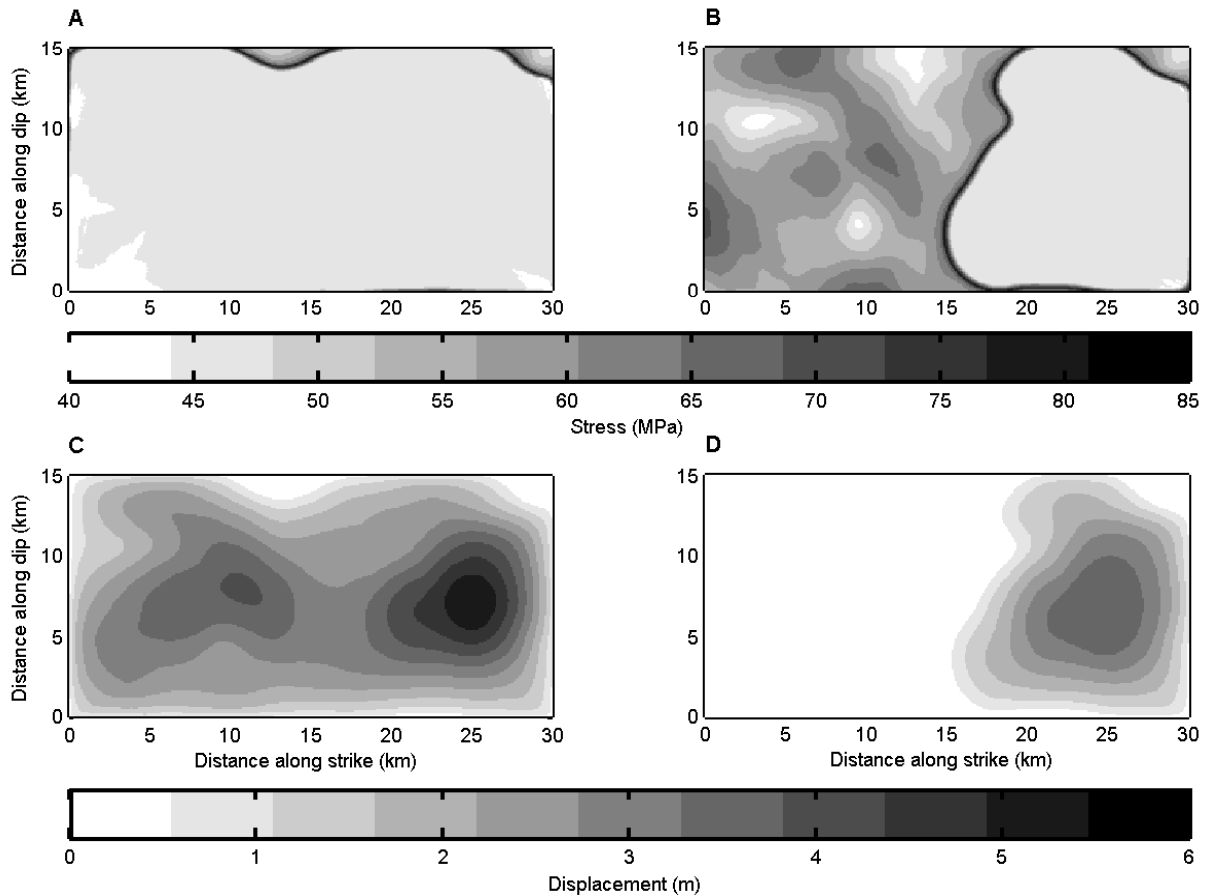 A
B
15
10
5
0
Distance along dip (km)
0 5 10 15 20 25 30
15
10
5
0
0 5 10 15 20 25 30
40 45 50 55 60 65 70 75 80 85
Stress (MPa)
C
D
15
10
5
0
Distance along dip (km)
0 5 10 15 20 25 30
Distance along strike (km)
15
10
5
0
0 5 10 15 20 25 30
Distance along strike (km)
0 1 2 3 4 5 6
Displacement (m)